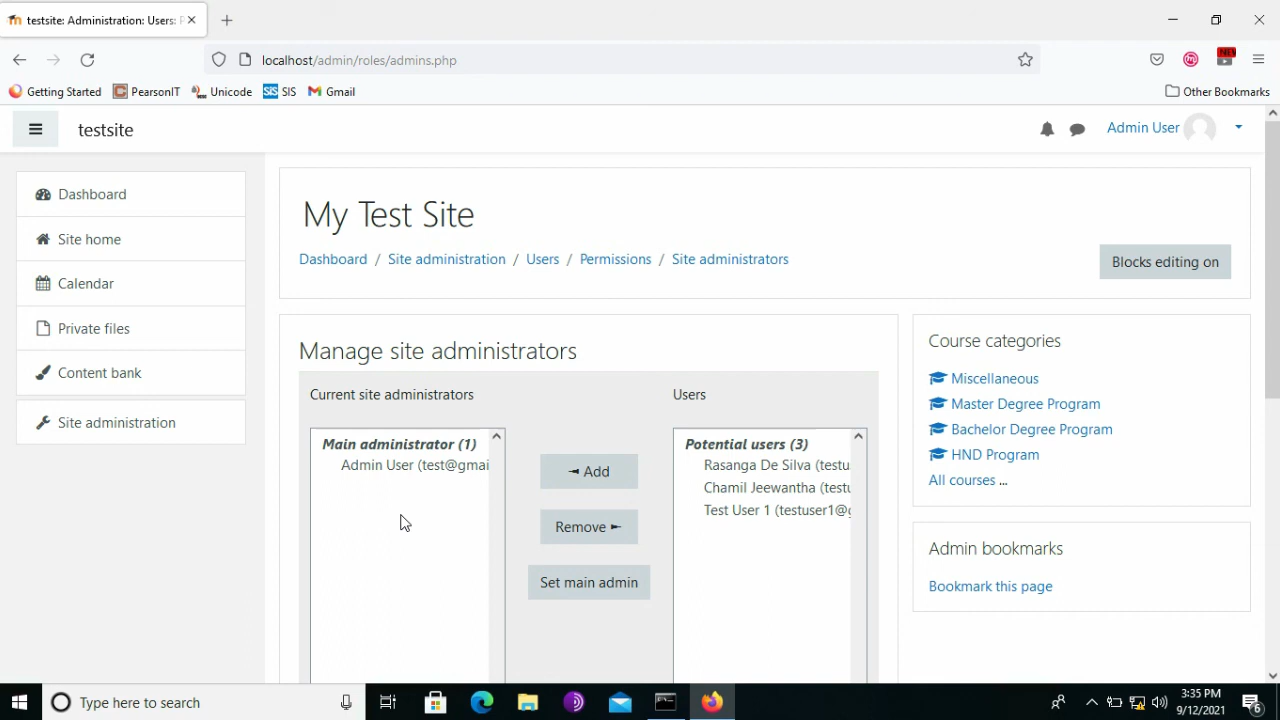 testsite: Administration: Users: P
localhost/admin/roles/admins.php
NEW
Getting Started
PearsonIT
Unicode
SIS SIS
Gmail
Other Bookmarks
testsite
Admin User
Dashboard
Site home
Calendar
Private files
Content bank
Site administration
My Test Site
Dashboard / Site administration / Users / Permissions / Site administrators
Blocks editing on
Manage site administrators
Current site administrators
Main administrator (1)
Admin User (test@gmai
◄ Add
Remove ►
Set main admin
Users
Potential users (3)
Rasanga De Silva (testu
Chamil Jeewantha (testu
Test User 1 (testuser1@g
Course categories
Miscellaneous
Master Degree Program
Bachelor Degree Program
HND Program
All courses ...
Admin bookmarks
Bookmark this page
Type here to search
3:35 PM
9/12/2021
6